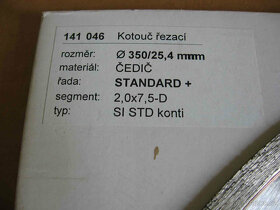 141 046 Kotouč řezací
rozměr: Ø 350/25,4 mm
materiál: ČEDIČ
řada: STANDARD +
segment: 2,0x7,5-D
typ: SI STD konti